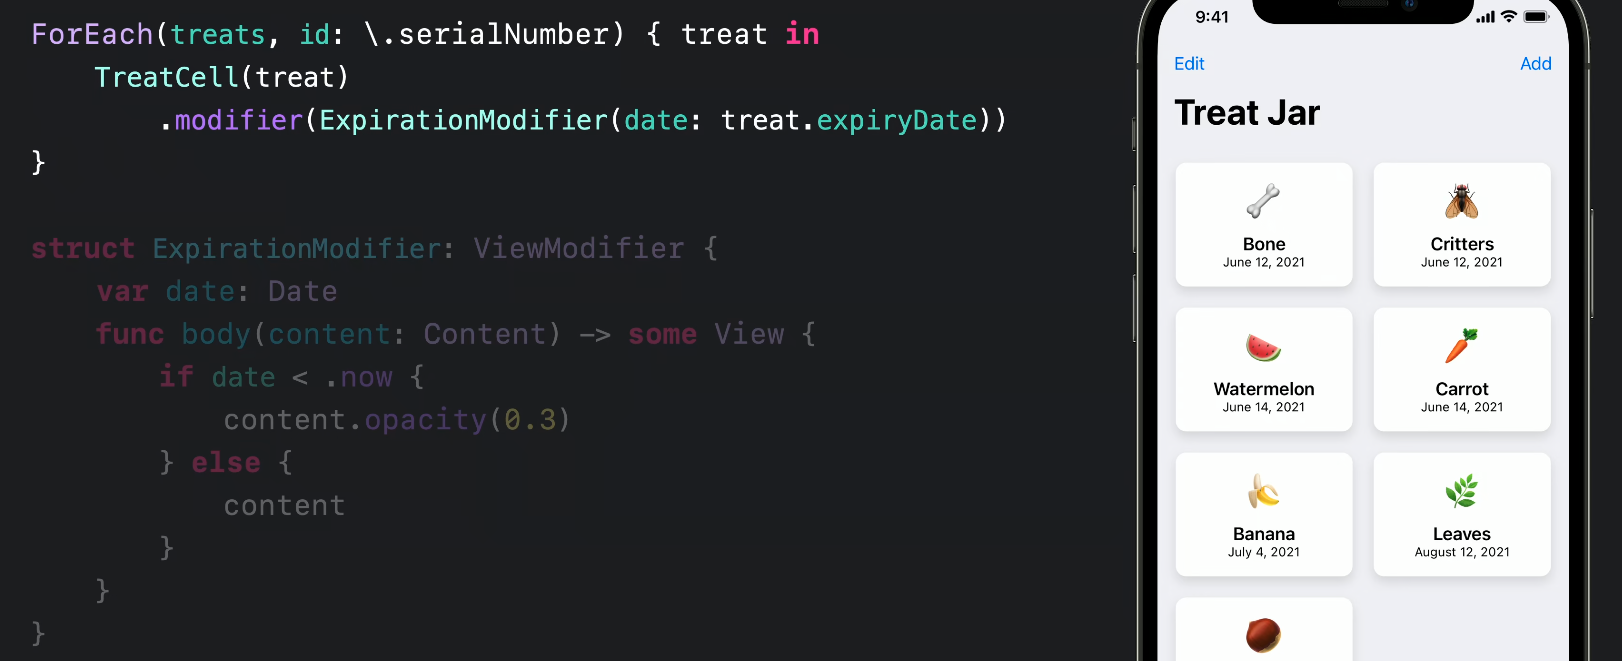 ForEach(treats, id: \.serialNumber) { treat in
    TreatCell(treat)
        .modifier(ExpirationModifier(date: treat.expiryDate))
}
struct ExpirationModifier: ViewModifier {
    var date: Date
    func body(content: Content) -> some View {
        if date < .now {
            content.opacity(0.3)
        } else {
            content
        }
    }
}
9:41
Edit
Add
Treat Jar
Bone
June 12, 2021
Critters
June 12, 2021
Watermelon
June 14, 2021
Carrot
June 14, 2021
Banana
July 4, 2021
Leaves
August 12, 2021